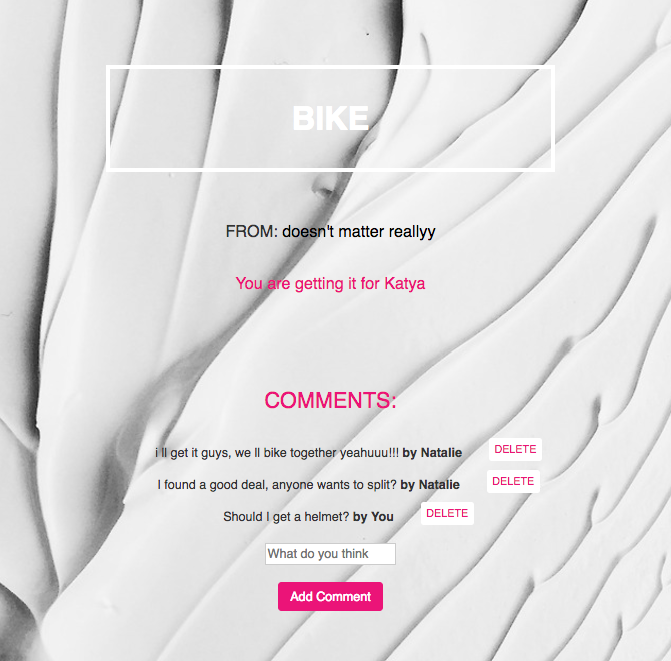 BIKE
FROM: doesn't matter reallyy
You are getting it for Katya
COMMENTS:
i ll get it guys, we ll bike together yeahuuu!!! by Natalie DELETE
I found a good deal, anyone wants to split? by Natalie DELETE
Should I get a helmet? by You DELETE
What do you think
Add Comment